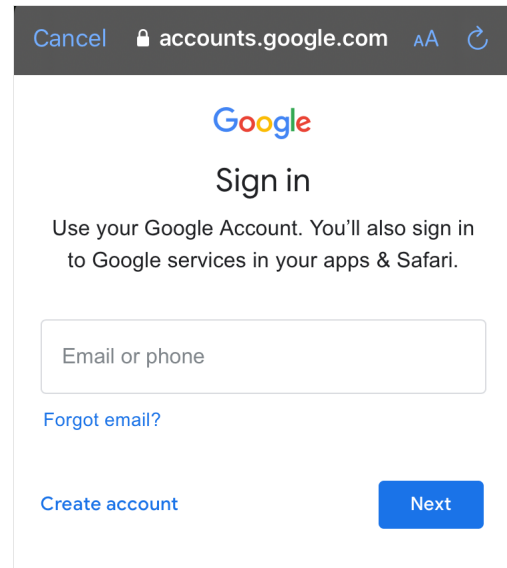 Cancel accounts.google.com AA
Google
Sign in
Use your Google Account. You’ll also sign in
to Google services in your apps & Safari.
Email or phone
Forgot email?
Create account Next